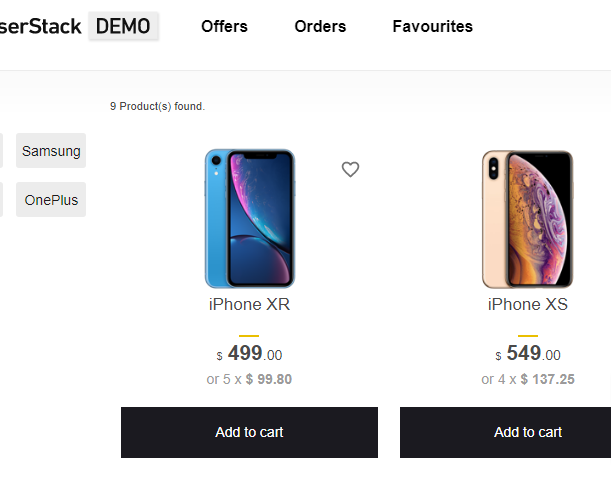 serStack DEMO Offers Orders Favourites
9 Product(s) found.
Samsung
OnePlus
iPhone XR
$ 499.00
or 5 x $ 99.80
Add to cart
iPhone XS
$ 549.00
or 4 x $ 137.25
Add to cart